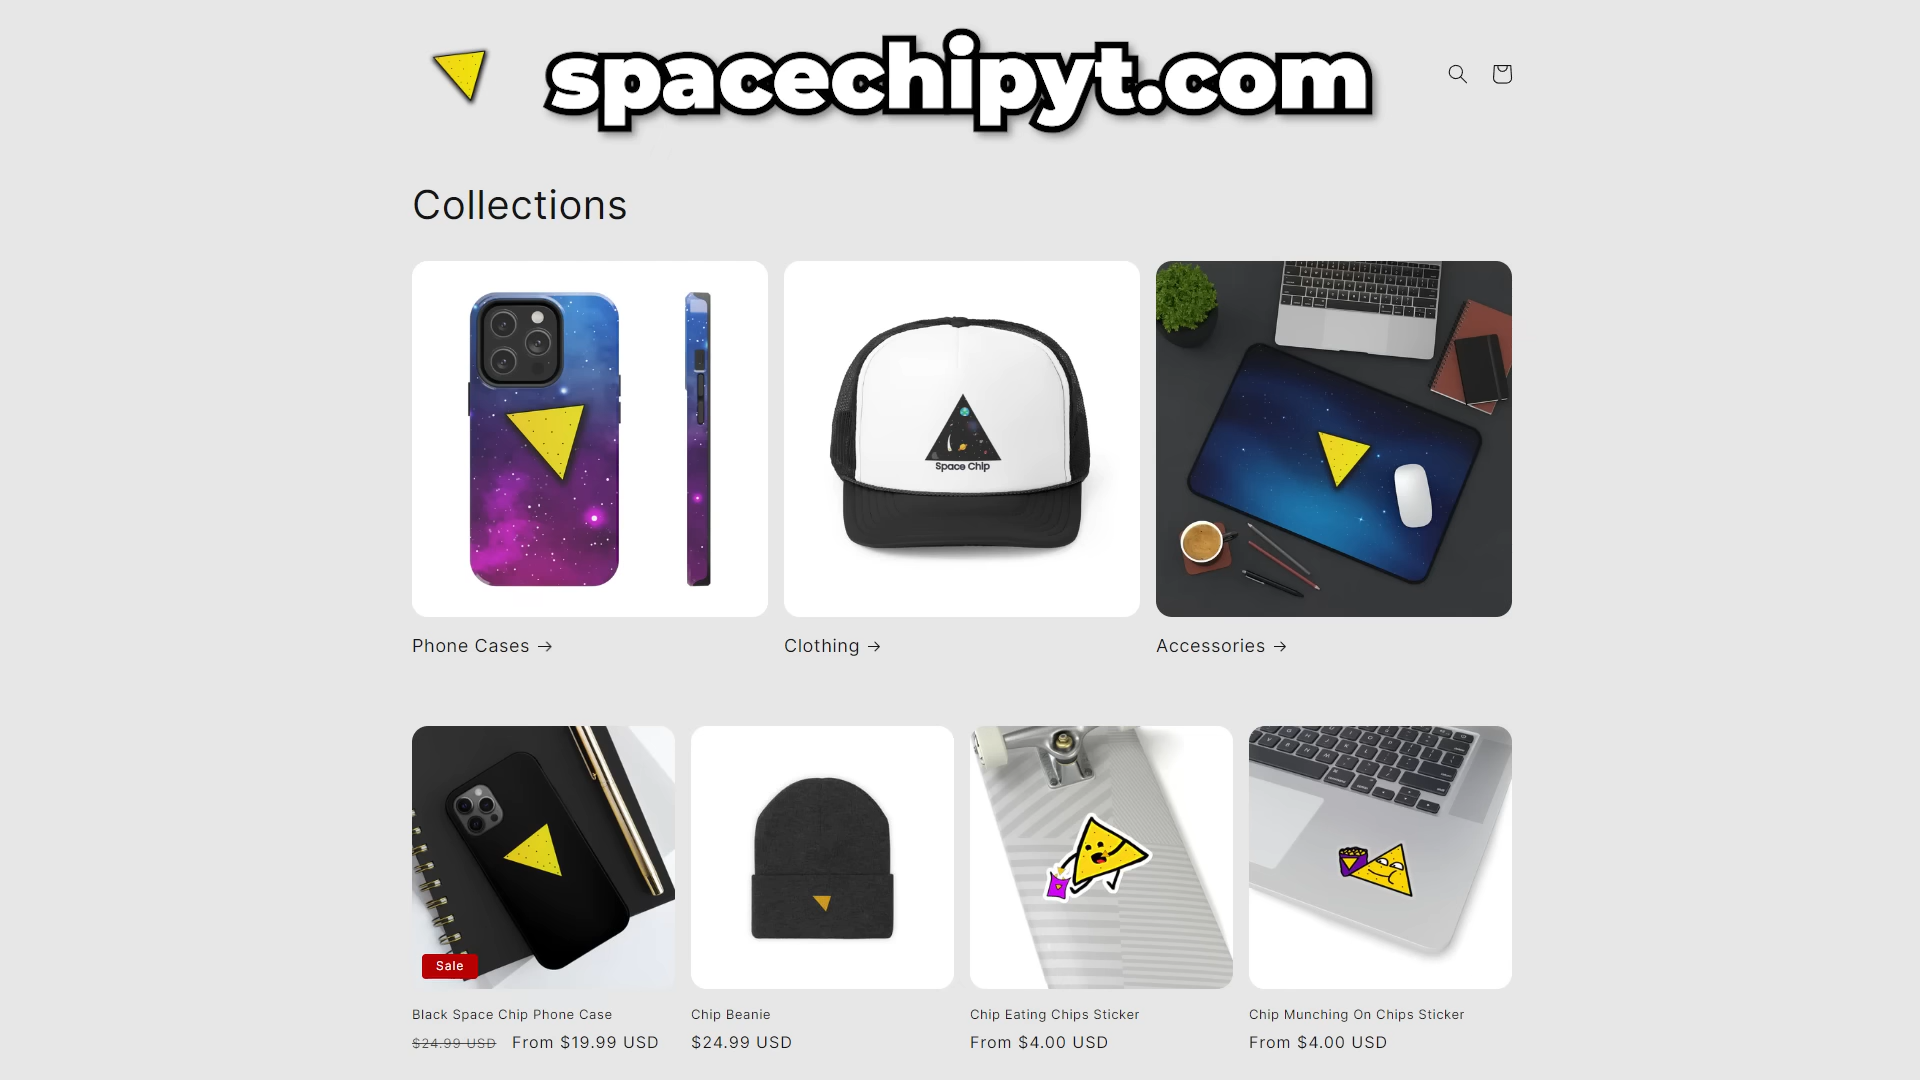 spacechipyt.com
Collections
Space Chip
Phone Cases →
Clothing →
Accessories →
Sale
Black Space Chip Phone Case
Chip Beanie
Chip Eating Chips Sticker
Chip Munching On Chips Sticker
$24.99 USD From $19.99 USD
$24.99 USD
From $4.00 USD
From $4.00 USD